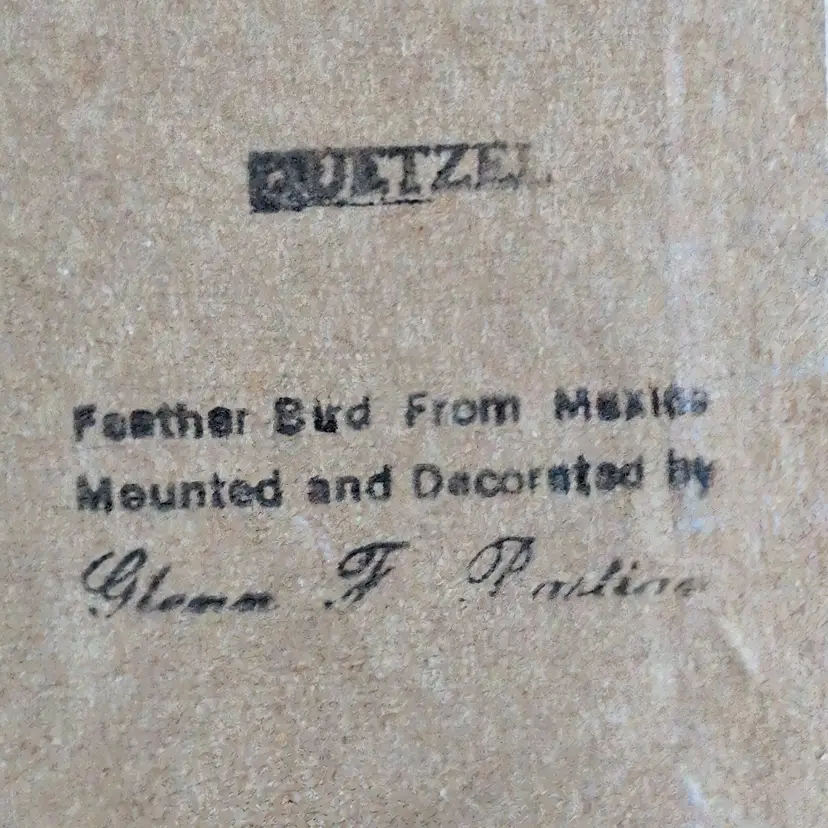 QUETZEL
Feather Bird From Mexico
Mounted and Decorated by
Glenn F